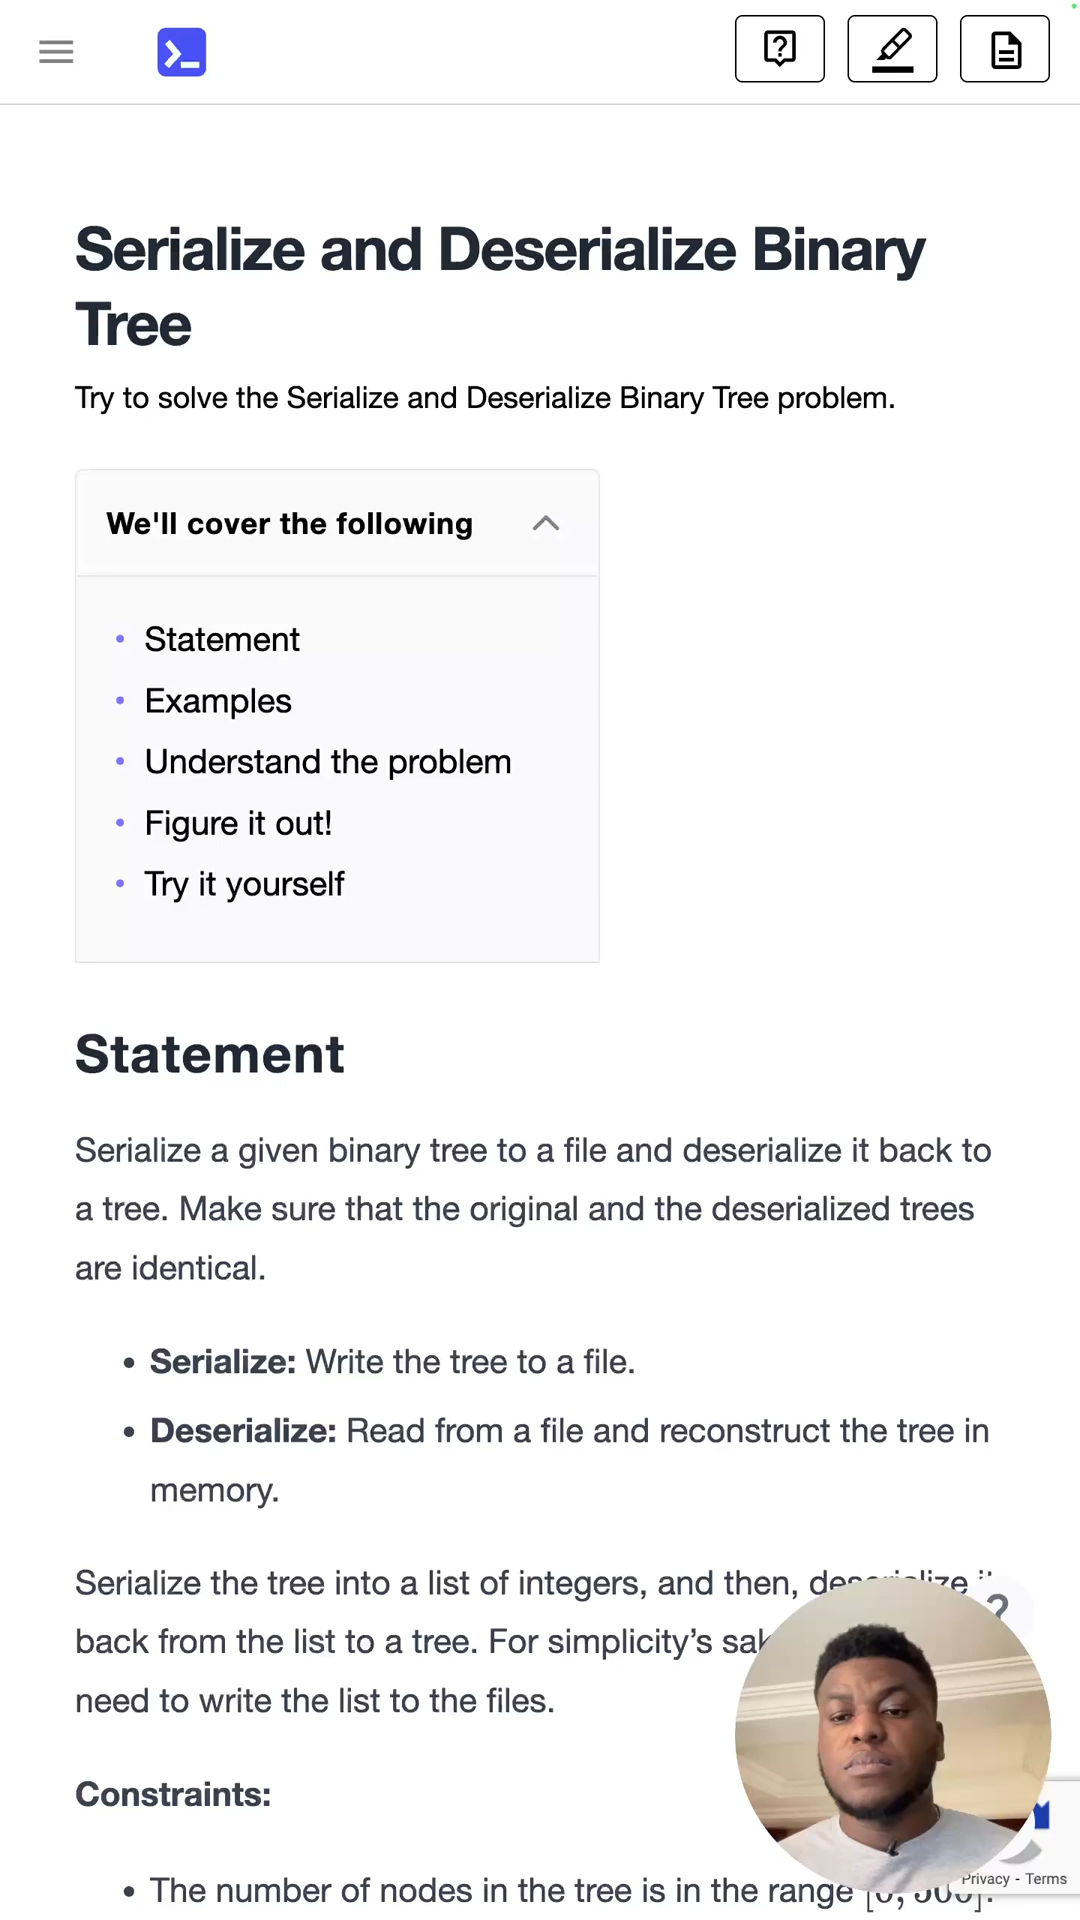 Serialize and Deserialize Binary
Tree
Try to solve the Serialize and Deserialize Binary Tree problem.
We'll cover the following
• Statement
• Examples
• Understand the problem
• Figure it out!
• Try it yourself
Statement
Serialize a given binary tree to a file and deserialize it back to
a tree. Make sure that the original and the deserialized trees
are identical.
• Serialize: Write the tree to a file.
• Deserialize: Read from a file and reconstruct the tree in
memory.
Serialize the tree into a list of integers, and then, deserialize
back from the list to a tree. For simplicity’s
need to write the list to the files.
Constraints:
• The number of nodes in the tree is in the range
Privacy - Terms